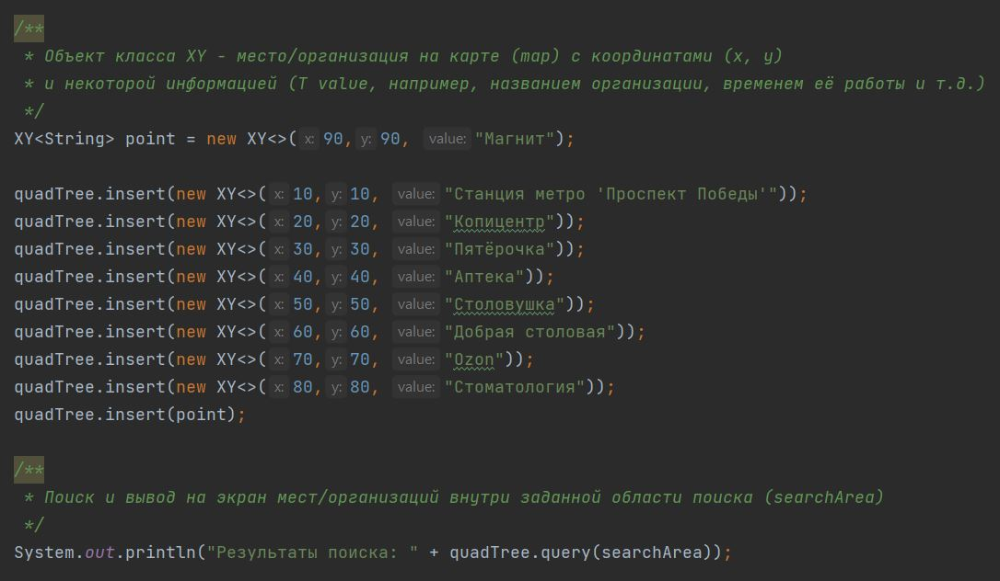 /**
 * Объект класса XY - место/организация на карте (map) с координатами (x, y)
 * и некоторой информацией (T value, например, названием организации, временем её работы и т.д.)
 */
XY<String> point = new XY<>( x: 90, y: 90, value: "Магнит");
quadTree.insert(new XY<>( x: 10, y: 10, value: "Станция метро 'Проспект Победы'"));
quadTree.insert(new XY<>( x: 20, y: 20, value: "Копицентр"));
quadTree.insert(new XY<>( x: 30, y: 30, value: "Пятёрочка"));
quadTree.insert(new XY<>( x: 40, y: 40, value: "Аптека"));
quadTree.insert(new XY<>( x: 50, y: 50, value: "Столовушка"));
quadTree.insert(new XY<>( x: 60, y: 60, value: "Добрая столовая"));
quadTree.insert(new XY<>( x: 70, y: 70, value: "Ozon"));
quadTree.insert(new XY<>( x: 80, y: 80, value: "Стоматология"));
quadTree.insert(point);
/**
 * Поиск и вывод на экран мест/организаций внутри заданной области поиска (searchArea)
 */
System.out.println("Результаты поиска: " + quadTree.query(searchArea));